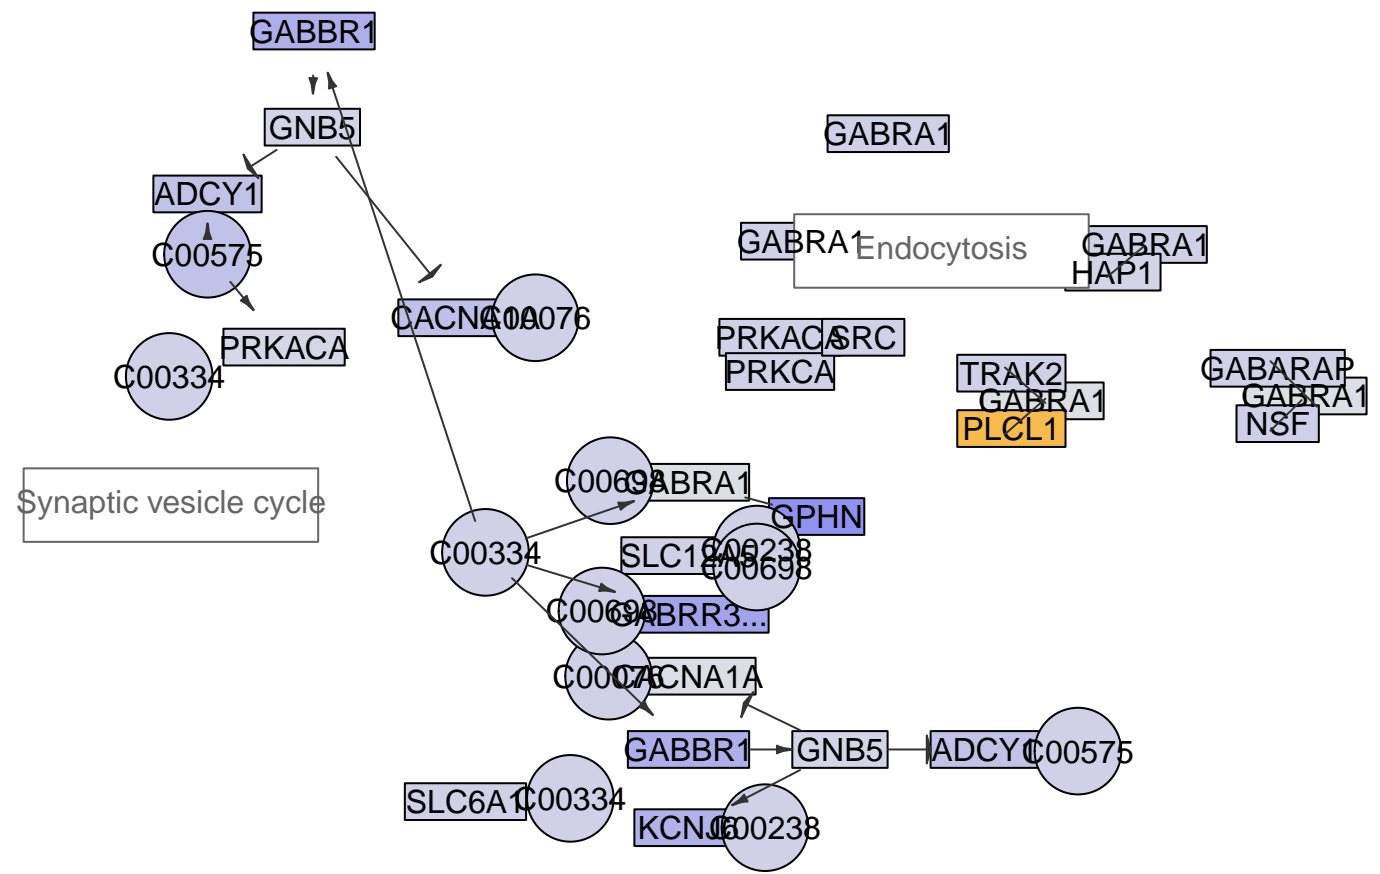 GABBR1
GNB5
GABRA1
ADCY1
C00575
GABRA1
Endocytosis
GABRA1
HAP1
CACNA1A
C00076
PRKACA
C00334
PRKACA
SRC
PRKCA
TRAK2
GABRA1
PLCL1
GABARAP
GABRA1
NSF
Synaptic vesicle cycle
C00698
GABRA1
GPHN
C00334
SLC12A5
C00238
C00698
C00698
GABRR3...
C00076
CACNA1A
GABBR1
GNB5
ADCY1
C00575
SLC6A1
C00334
KCNJ6
C00238